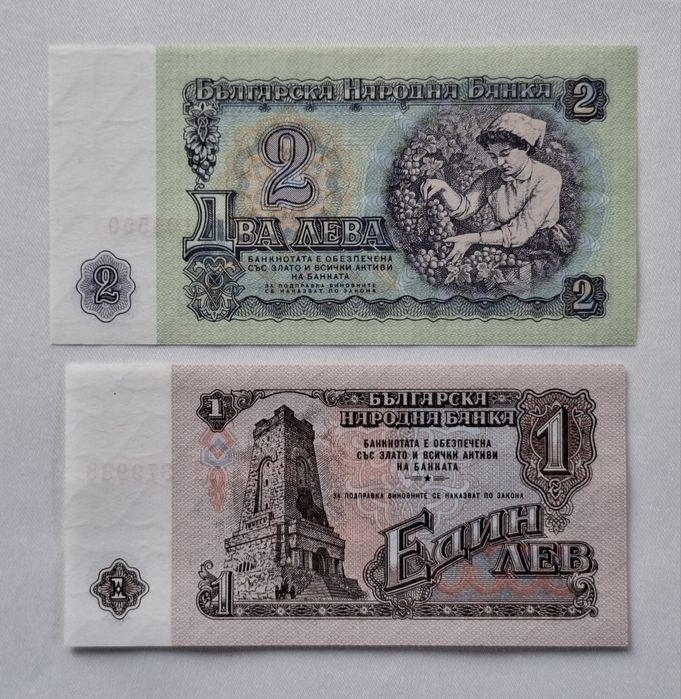 Българска Народна Банка
2
2
Два лева
Банкнотата е обезпечена
със злато и всички активи
на банката
За подправка виновните
се наказват по закона
2
2
1
Българска
Народна Банка
1
Банкнотата е обезпечена
със злато и всички активи
на банката
За подправка виновните се наказват по закона
Един
лев
1
1